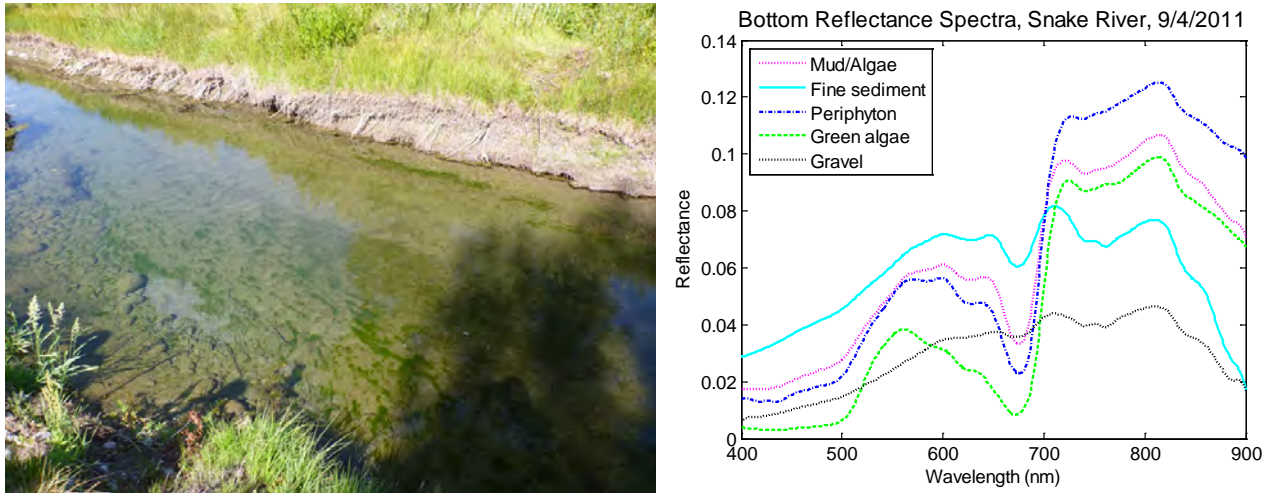 Bottom Reflectance Spectra, Snake River, 9/4/2011
0.14
0.12
0.1
0.08
0.06
0.04
0.02
0
Reflectance
Mud/Algae
Fine sediment
Periphyton
Green algae
Gravel
400 500 600 700 800 900
Wavelength (nm)